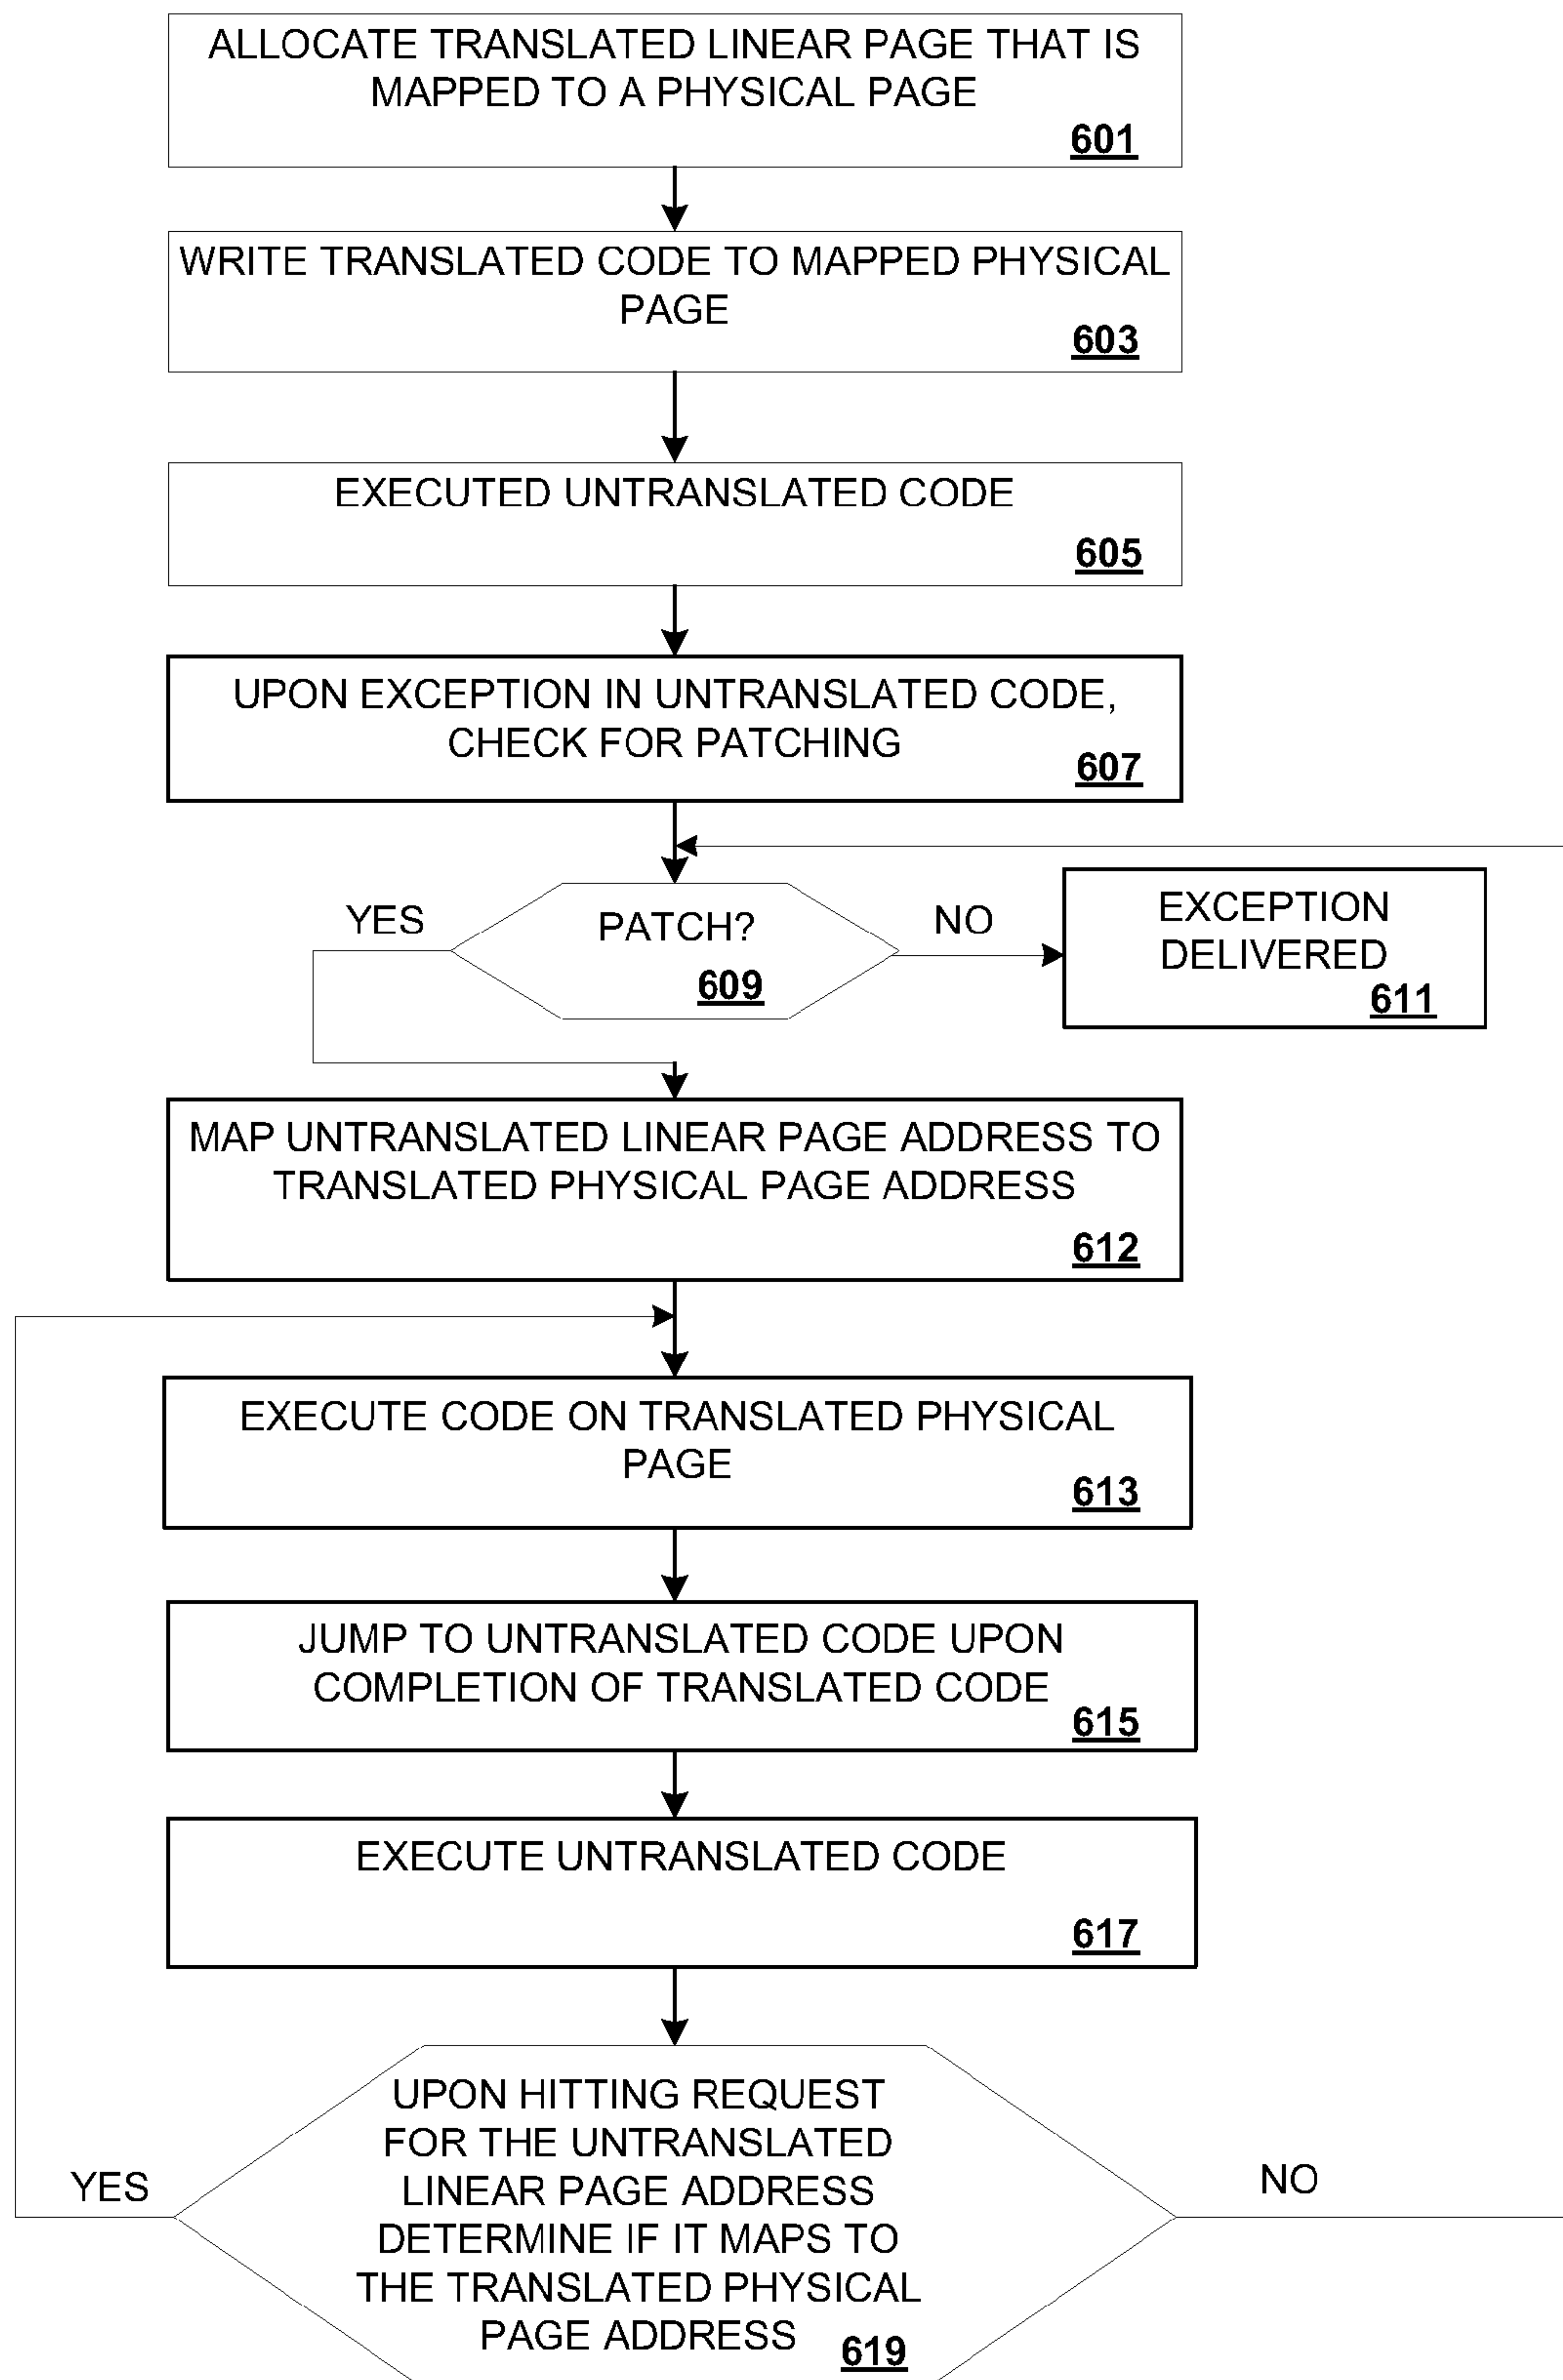 ALLOCATE TRANSLATED LINEAR PAGE THAT IS
MAPPED TO A PHYSICAL PAGE
601
WRITE TRANSLATED CODE TO MAPPED PHYSICAL
PAGE
603
EXECUTED UNTRANSLATED CODE
605
UPON EXCEPTION IN UNTRANSLATED CODE,
CHECK FOR PATCHING
607
YES
PATCH?
609
NO
EXCEPTION
DELIVERED
611
MAP UNTRANSLATED LINEAR PAGE ADDRESS TO
TRANSLATED PHYSICAL PAGE ADDRESS
612
EXECUTE CODE ON TRANSLATED PHYSICAL
PAGE
613
JUMP TO UNTRANSLATED CODE UPON
COMPLETION OF TRANSLATED CODE
615
EXECUTE UNTRANSLATED CODE
617
YES
UPON HITTING REQUEST
FOR THE UNTRANSLATED
LINEAR PAGE ADDRESS
DETERMINE IF IT MAPS TO
THE TRANSLATED PHYSICAL
PAGE ADDRESS
619
NO